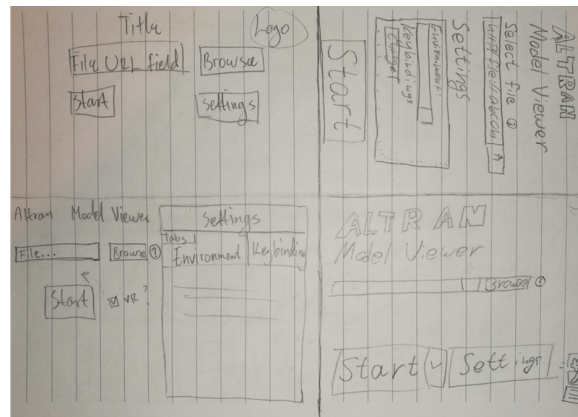 Title
Logo
File URL field
Browse
Start
Settings
ALTRAN
Model Viewer
Select file
Settings
Environment
Keybindings
Start
Altran Model Viewer
File...
Browse
Start
VR ?
Settings
Tabs
Environment
Keybinding
ALTRAN
Model Viewer
Browse
Start
Settings